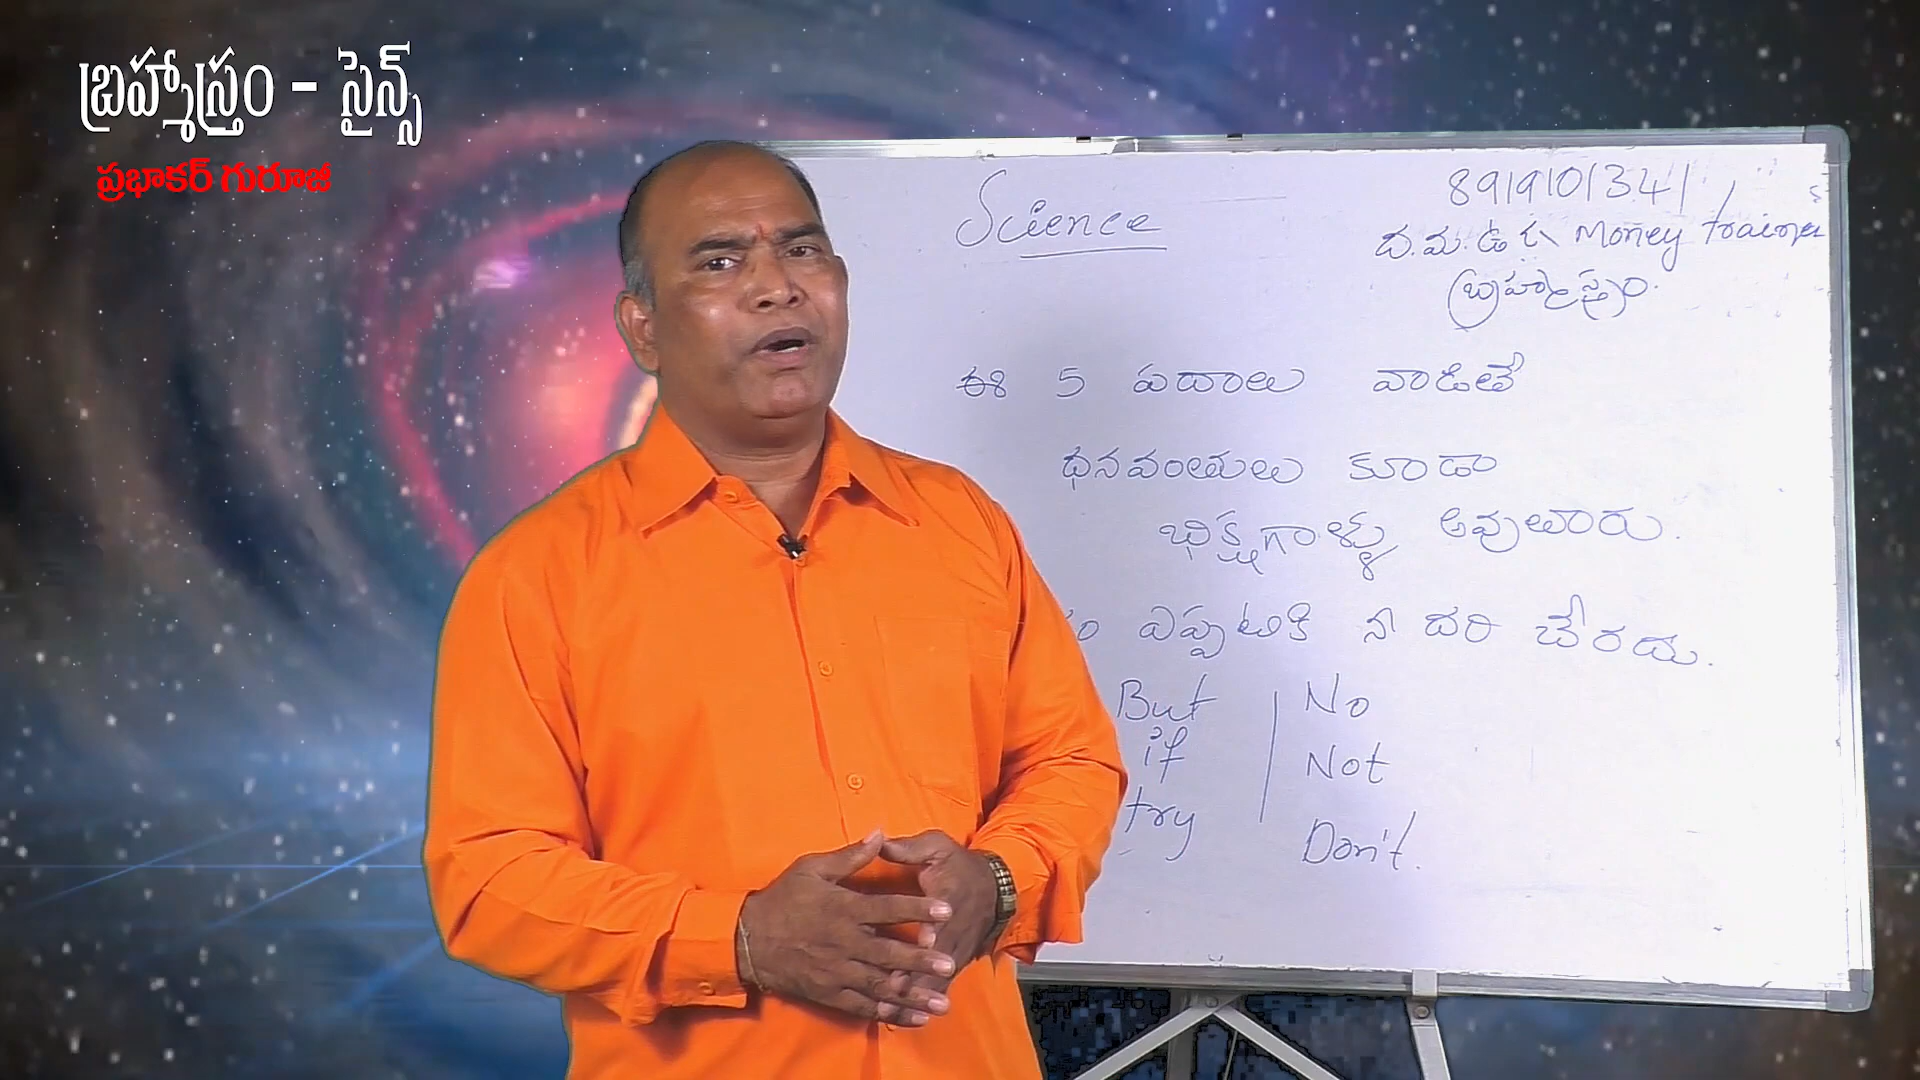 బ్రహ్మాస్త్రం - సైన్స్
ప్రభాకర్ గురూజీ
Science
8919101341
ద.మ.డ Money trainer
బ్రహ్మాస్త్రం.
ఈ 5 పదాలు వాడితే
ధనవంతులు కూడా
భిక్షగాళ్ళు అవుతారు.
ఎప్పటికి నీ దరి చేరదు.
But No
if Not
try Don't.